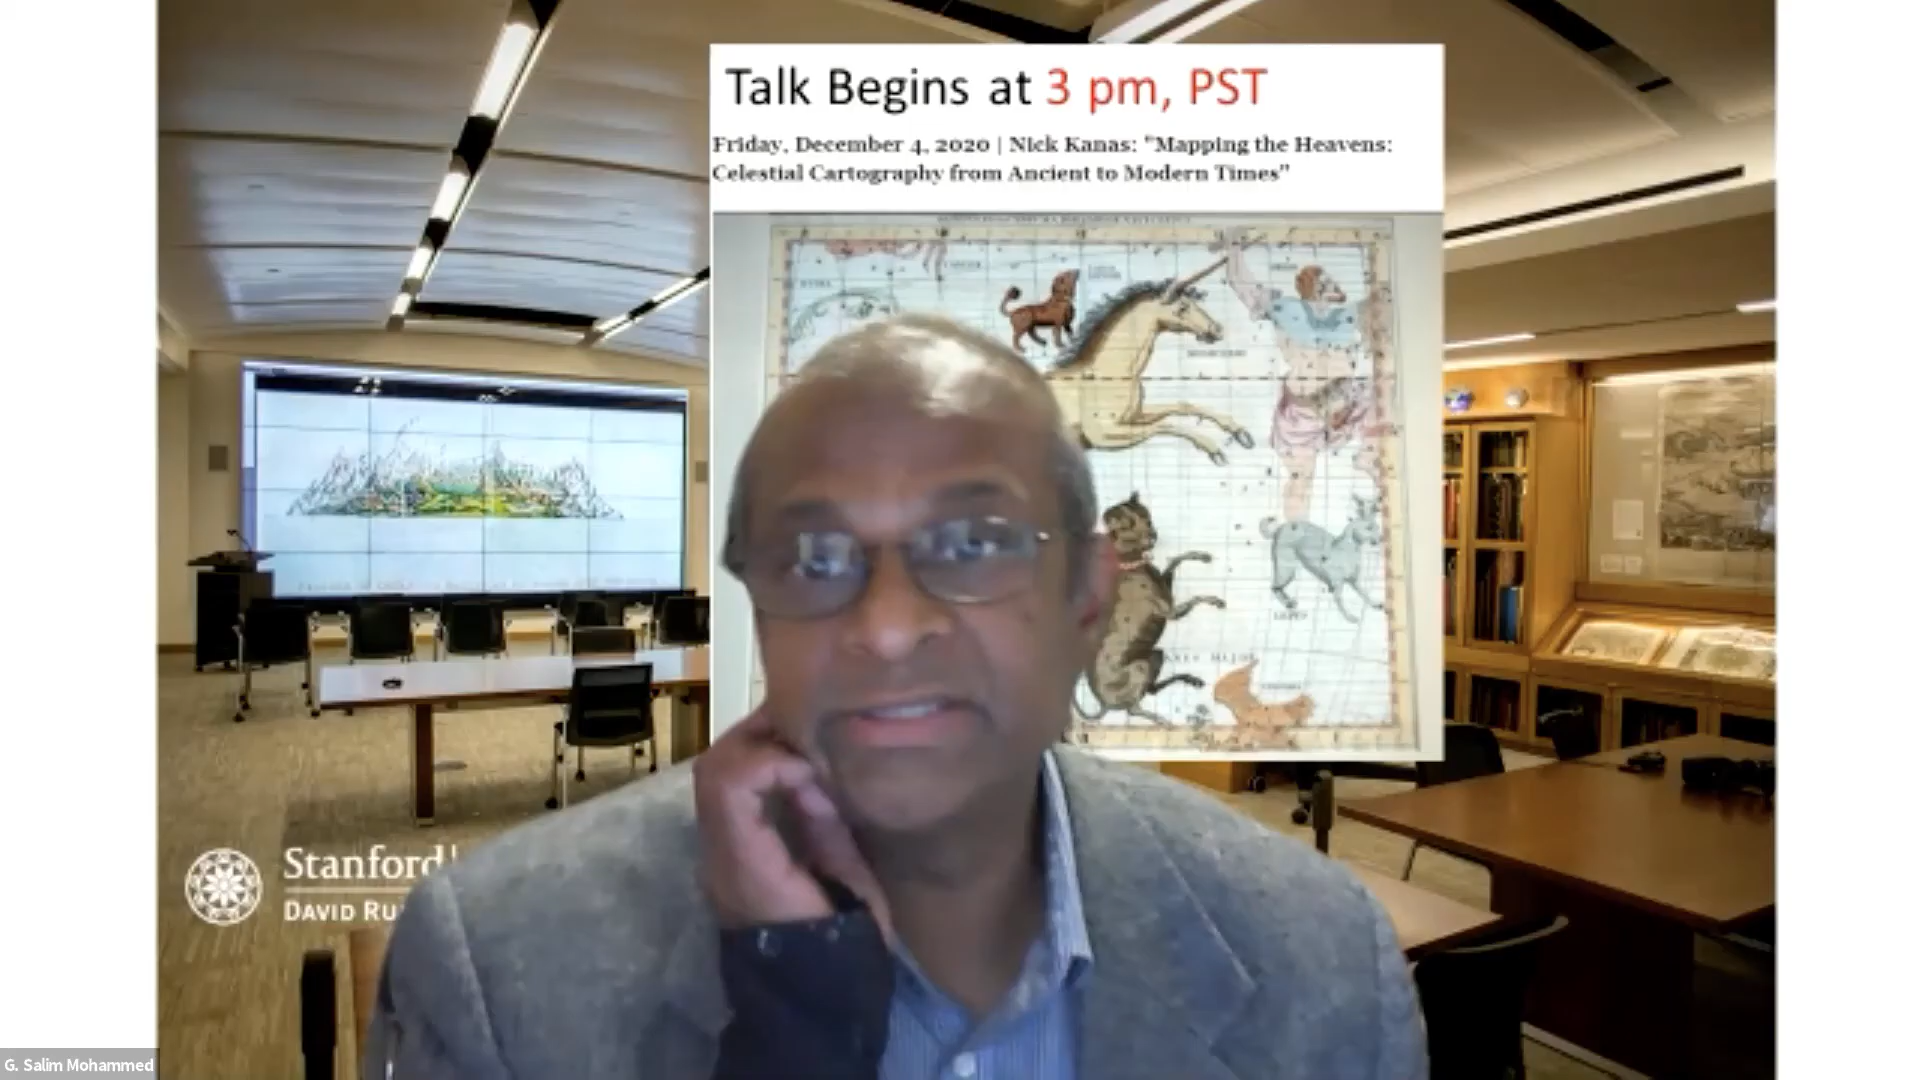 Talk Begins at 3 pm, PST
Friday, December 4, 2020 | Nick Kanas: "Mapping the Heavens:
Celestial Cartography from Ancient to Modern Times"
Stanford
DAVID RU
G. Salim Mohammed